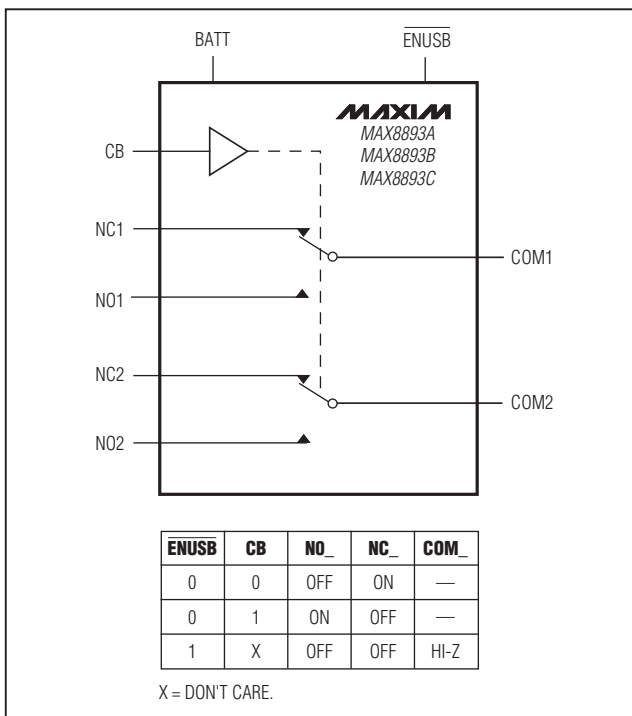 BATT ENUSB
MAXIM
MAX8893A
CB
MAX8893B
MAX8893C
NC1
COM1
NO1
NC2
COM2
NO2
ENUSB CB NO_ NC_ COM_
0 0 OFF ON —
0 1 ON OFF —
1 X OFF OFF HI-Z
X = DON'T CARE.